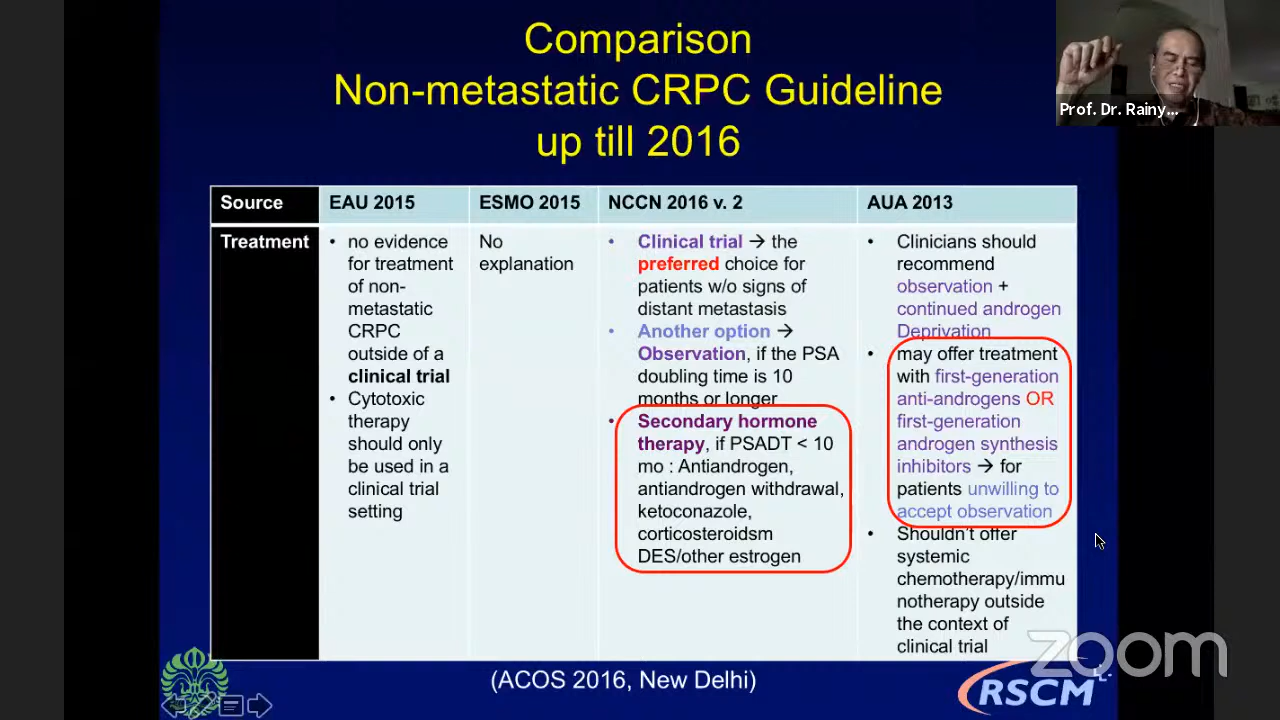 Comparison
Non-metastatic CRPC Guideline
up till 2016
Prof. Dr. Rainy...
Source
EAU 2015
ESMO 2015
NCCN 2016 v. 2
AUA 2013
Treatment
• no evidence
for treatment
of non-
metastatic
CRPC
outside of a
clinical trial
• Cytotoxic
therapy
should only
be used in a
clinical trial
setting
No
explanation
• Clinical trial → the
preferred choice for
patients w/o signs of
distant metastasis
• Another option →
Observation, if the PSA
doubling time is 10
months or longer
• Secondary hormone
therapy, if PSADT < 10
mo : Antiandrogen,
antiandrogen withdrawal,
ketoconazole,
corticosteroidsm
DES/other estrogen
• Clinicians should
recommend
observation +
continued androgen
Deprivation
• may offer treatment
with first-generation
anti-androgens OR
first-generation
androgen synthesis
inhibitors → for
patients unwilling to
accept observation
• Shouldn't offer
systemic
chemotherapy/immu
notherapy outside
the context of
clinical trial
(ACOS 2016, New Delhi)
RSCM
zoom